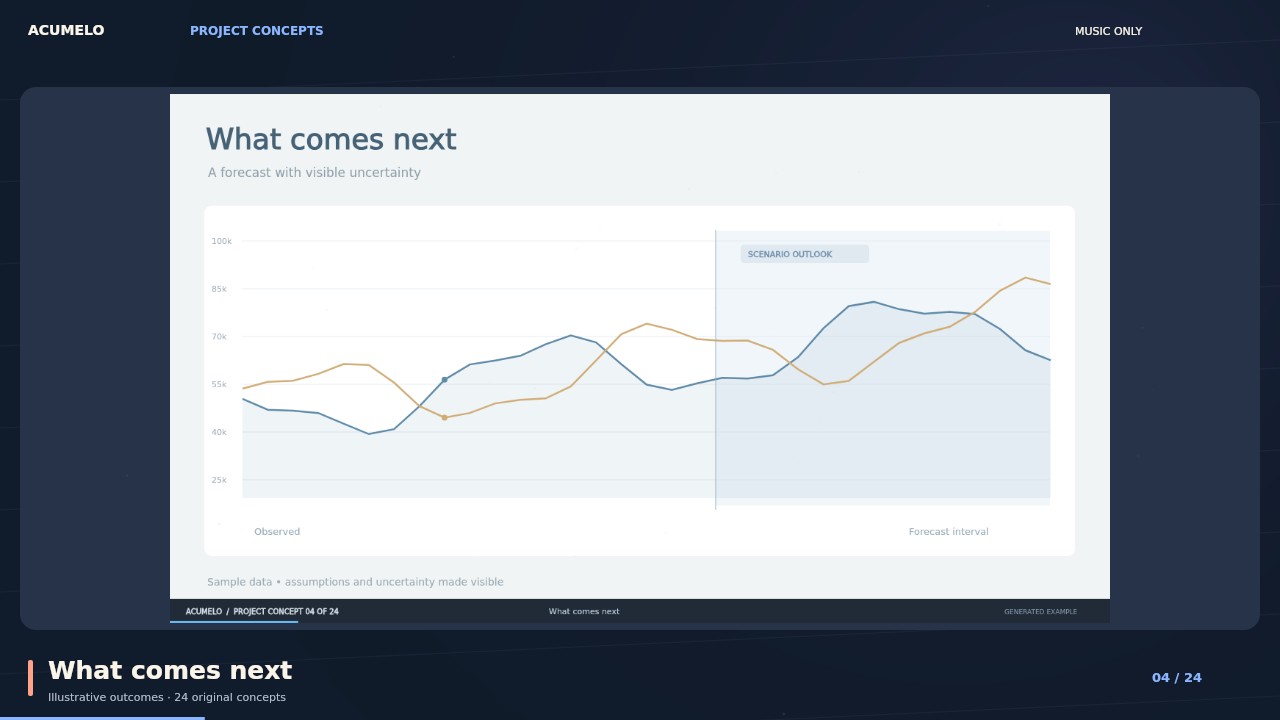 ACUMELO
PROJECT CONCEPTS
MUSIC ONLY
What comes next
A forecast with visible uncertainty
100k
SCENARIO OUTLOOK
85k
70k
55k
40k
25k
Observed
Forecast interval
Sample data • assumptions and uncertainty made visible
ACUMELO / PROJECT CONCEPT 04 OF 24
What comes next
GENERATED EXAMPLE
What comes next
Illustrative outcomes · 24 original concepts
04 / 24